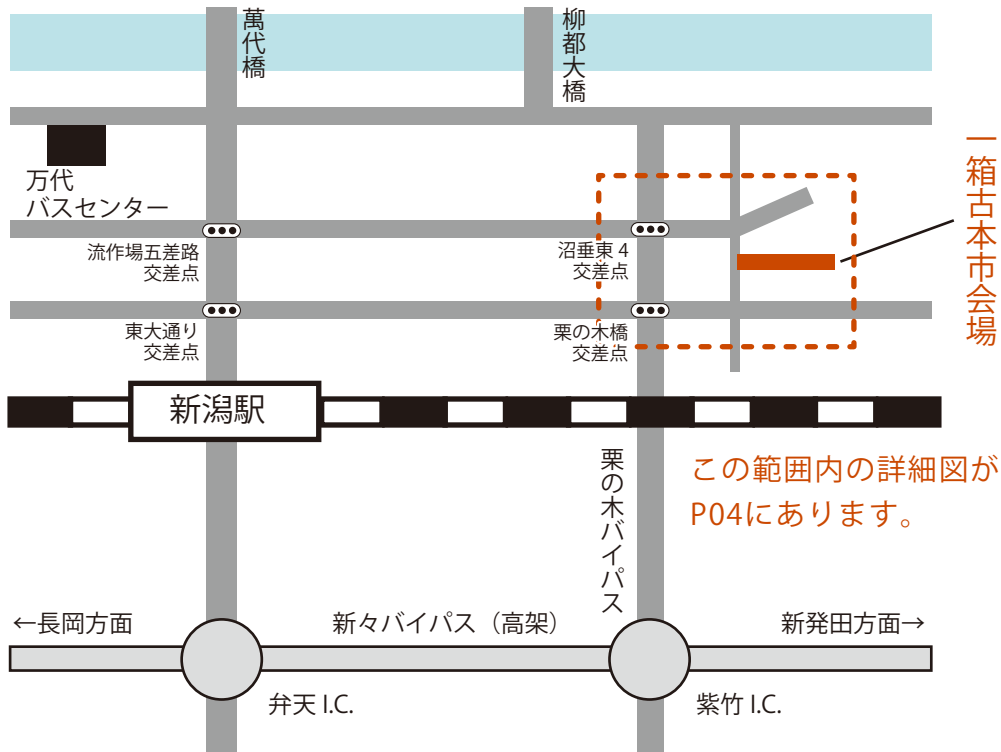 萬代橋
柳都大橋
万代
バスセンター
流作場五差路
交差点
沼垂東 4
交差点
一箱古本市会場
東大通り
交差点
栗の木橋
交差点
新潟駅
栗の木バイパス
この範囲内の詳細図が
P04にあります。
←長岡方面
新々バイパス（高架）
新発田方面→
弁天 I.C.
紫竹 I.C.